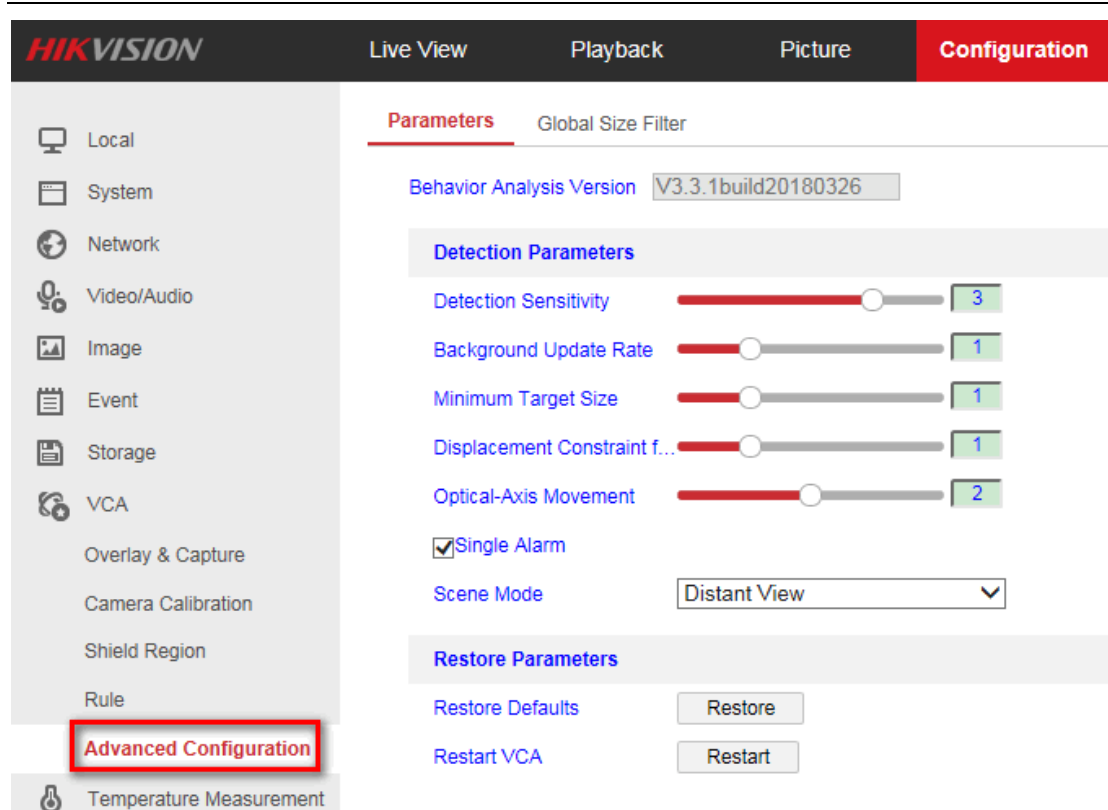 HIKVISION Live View Playback Picture Configuration
Parameters Global Size Filter
Local
System
Network
Video/Audio
Image
Event
Storage
VCA
Overlay & Capture
Camera Calibration
Shield Region
Rule
Advanced Configuration
Temperature Measurement
Behavior Analysis Version V3.3.1build20180326
Detection Parameters
Detection Sensitivity 3
Background Update Rate 1
Minimum Target Size 1
Displacement Constraint f... 1
Optical-Axis Movement 2
Single Alarm
Scene Mode Distant View
Restore Parameters
Restore Defaults Restore
Restart VCA Restart